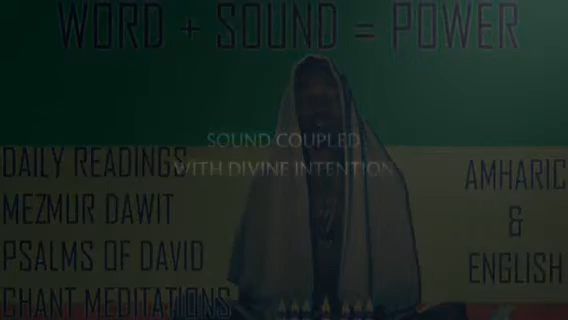 WORD + SOUND = POWER
SOUND COUPLED
WITH DIVINE INTENTION
DAILY READINGS
MEZMUR DAWIT
PSALMS OF DAVID
CHANT MEDITATIONS
AMHARIC
&
ENGLISH